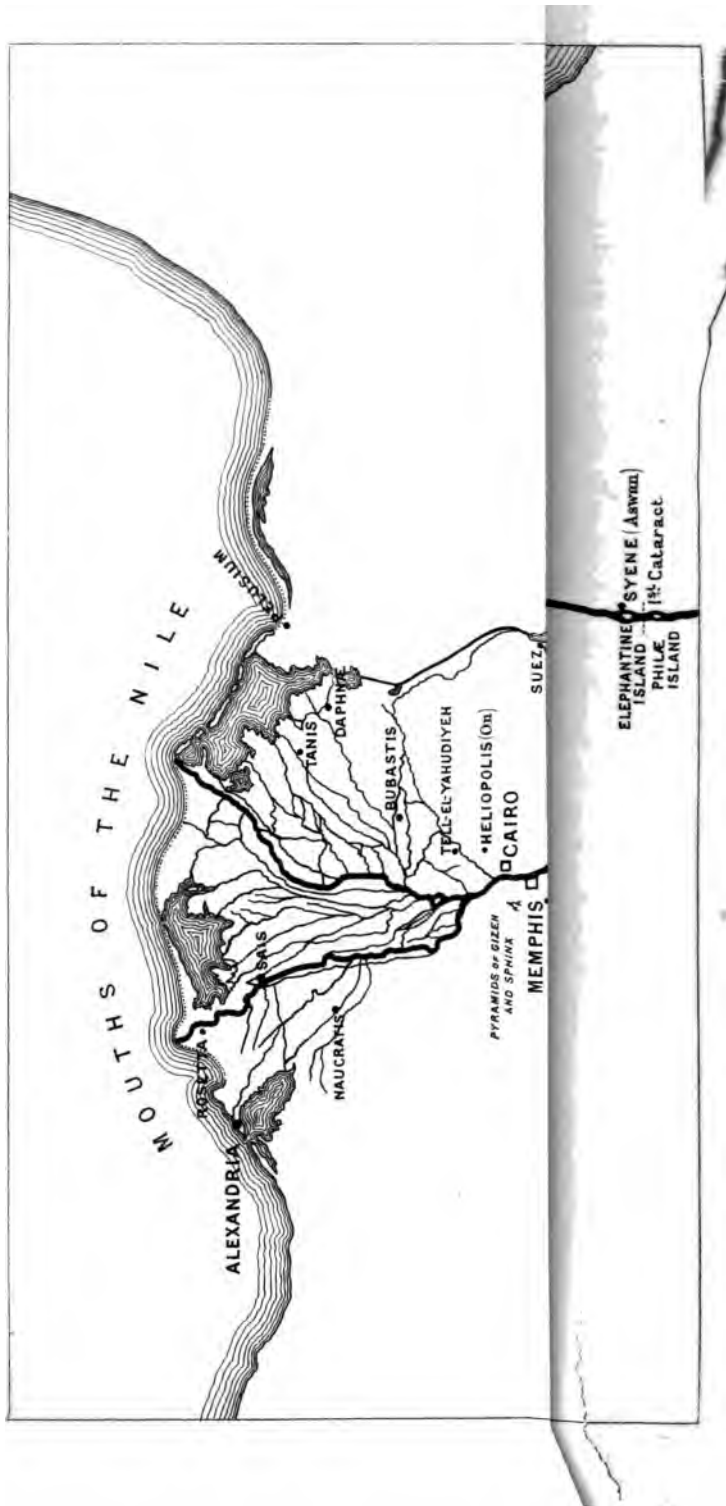 MOUTHS OF THE NILE
PELUSIUM
ROSETTA
ALEXANDRIA
SAIS
TANIS
DAPHNÆ
NAUCRATIS
BUBASTIS
TELL-EL-YAHUDIYEH
HELIOPOLIS (On)
CAIRO
PYRAMIDS OF GIZEH
AND SPHINX
MEMPHIS
SUEZ
ELEPHANTINE
ISLAND
SYENE (Aswan)
PHILÆ
ISLAND
1st Cataract